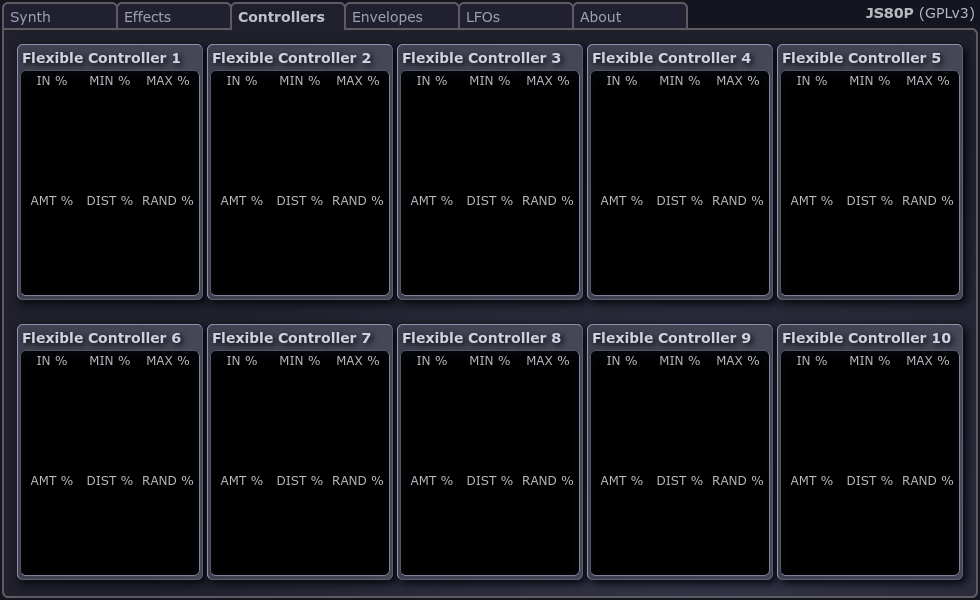 Synth Effects Controllers Envelopes LFOs About JS80P (GPLv3)
Flexible Controller 1 Flexible Controller 2 Flexible Controller 3 Flexible Controller 4 Flexible Controller 5
IN % MIN % MAX % IN % MIN % MAX % IN % MIN % MAX % IN % MIN % MAX % IN % MIN % MAX %
AMT % DIST % RAND % AMT % DIST % RAND % AMT % DIST % RAND % AMT % DIST % RAND % AMT % DIST % RAND %
Flexible Controller 6 Flexible Controller 7 Flexible Controller 8 Flexible Controller 9 Flexible Controller 10
IN % MIN % MAX % IN % MIN % MAX % IN % MIN % MAX % IN % MIN % MAX % IN % MIN % MAX %
AMT % DIST % RAND % AMT % DIST % RAND % AMT % DIST % RAND % AMT % DIST % RAND % AMT % DIST % RAND %